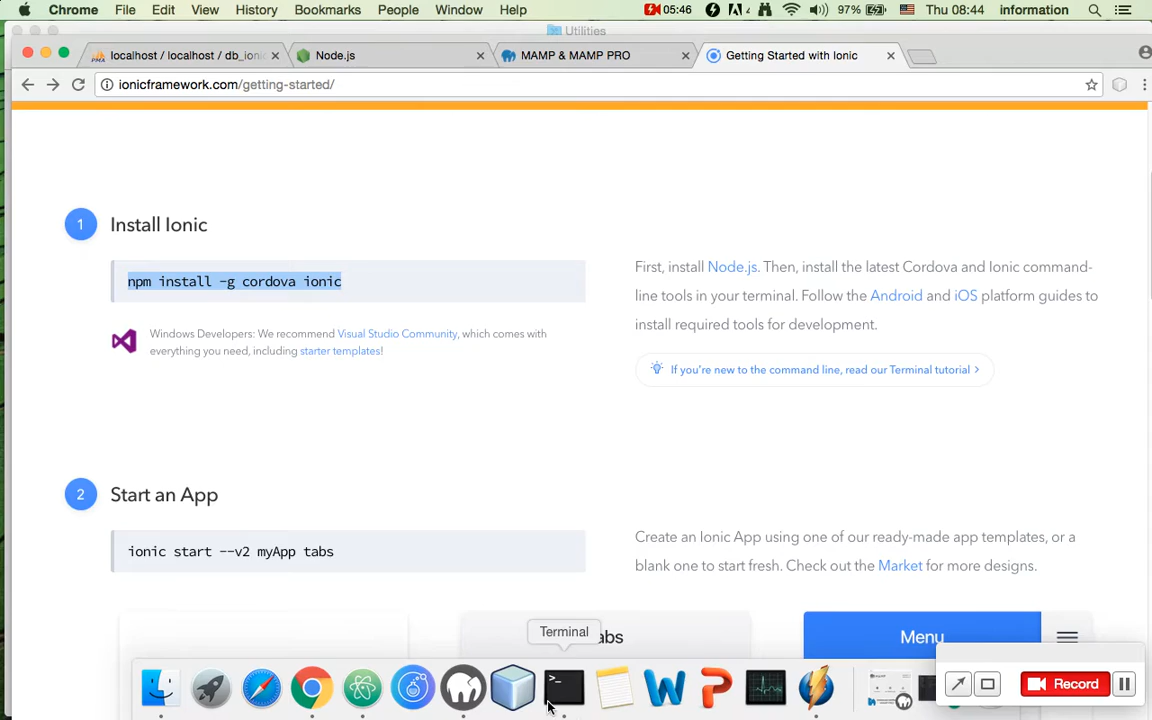 Chrome File Edit View History Bookmarks People Window Help 05:46 4 97% Thu 08:44 information
Utilities
localhost / localhost / db_ionic
Node.js
MAMP & MAMP PRO
Getting Started with Ionic
ionicframework.com/getting-started/
1
Install Ionic
npm install -g cordova ionic
Windows Developers: We recommend Visual Studio Community, which comes with
everything you need, including starter templates!
First, install Node.js. Then, install the latest Cordova and Ionic command-
line tools in your terminal. Follow the Android and iOS platform guides to
install required tools for development.
If you're new to the command line, read our Terminal tutorial >
2
Start an App
ionic start --v2 myApp tabs
Create an Ionic App using one of our ready-made app templates, or a
blank one to start fresh. Check out the Market for more designs.
Terminal
abs
Menu
Record